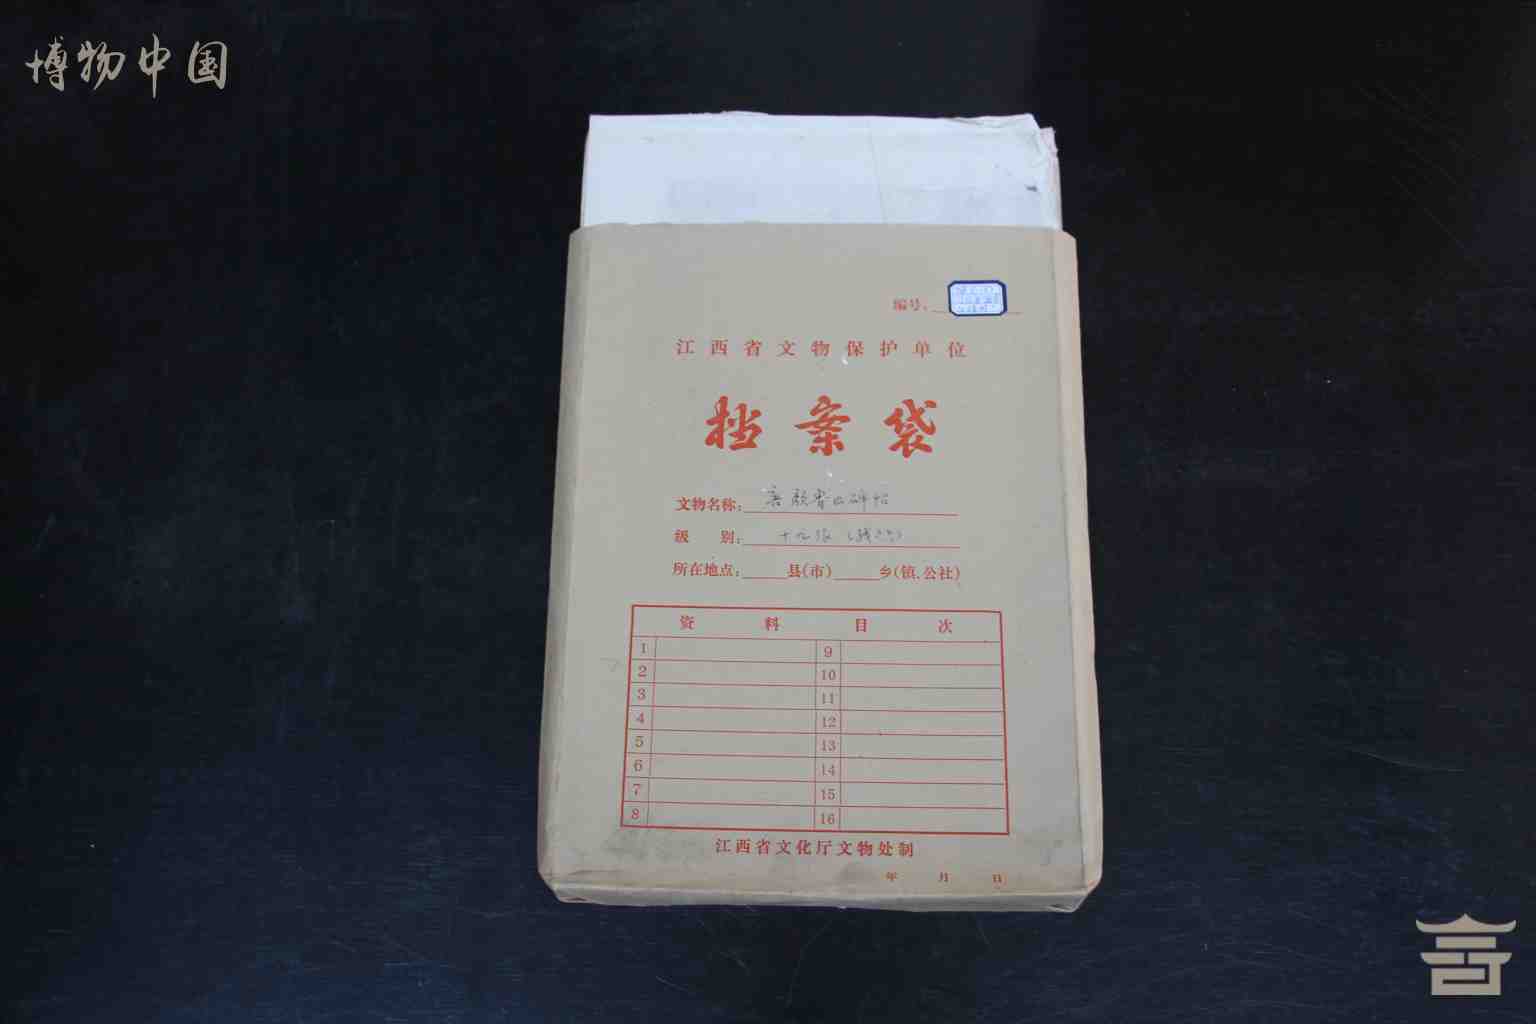 博物中国
编号:
江西省文物保护单位
档案袋
文物名称:
级 别:
所在地点: 县(市) 乡(镇.公社)
资料目次
1 9
2 10
3 11
4 12
5 13
6 14
7 15
8 16
江西省文化厅文物处制
年 月 日